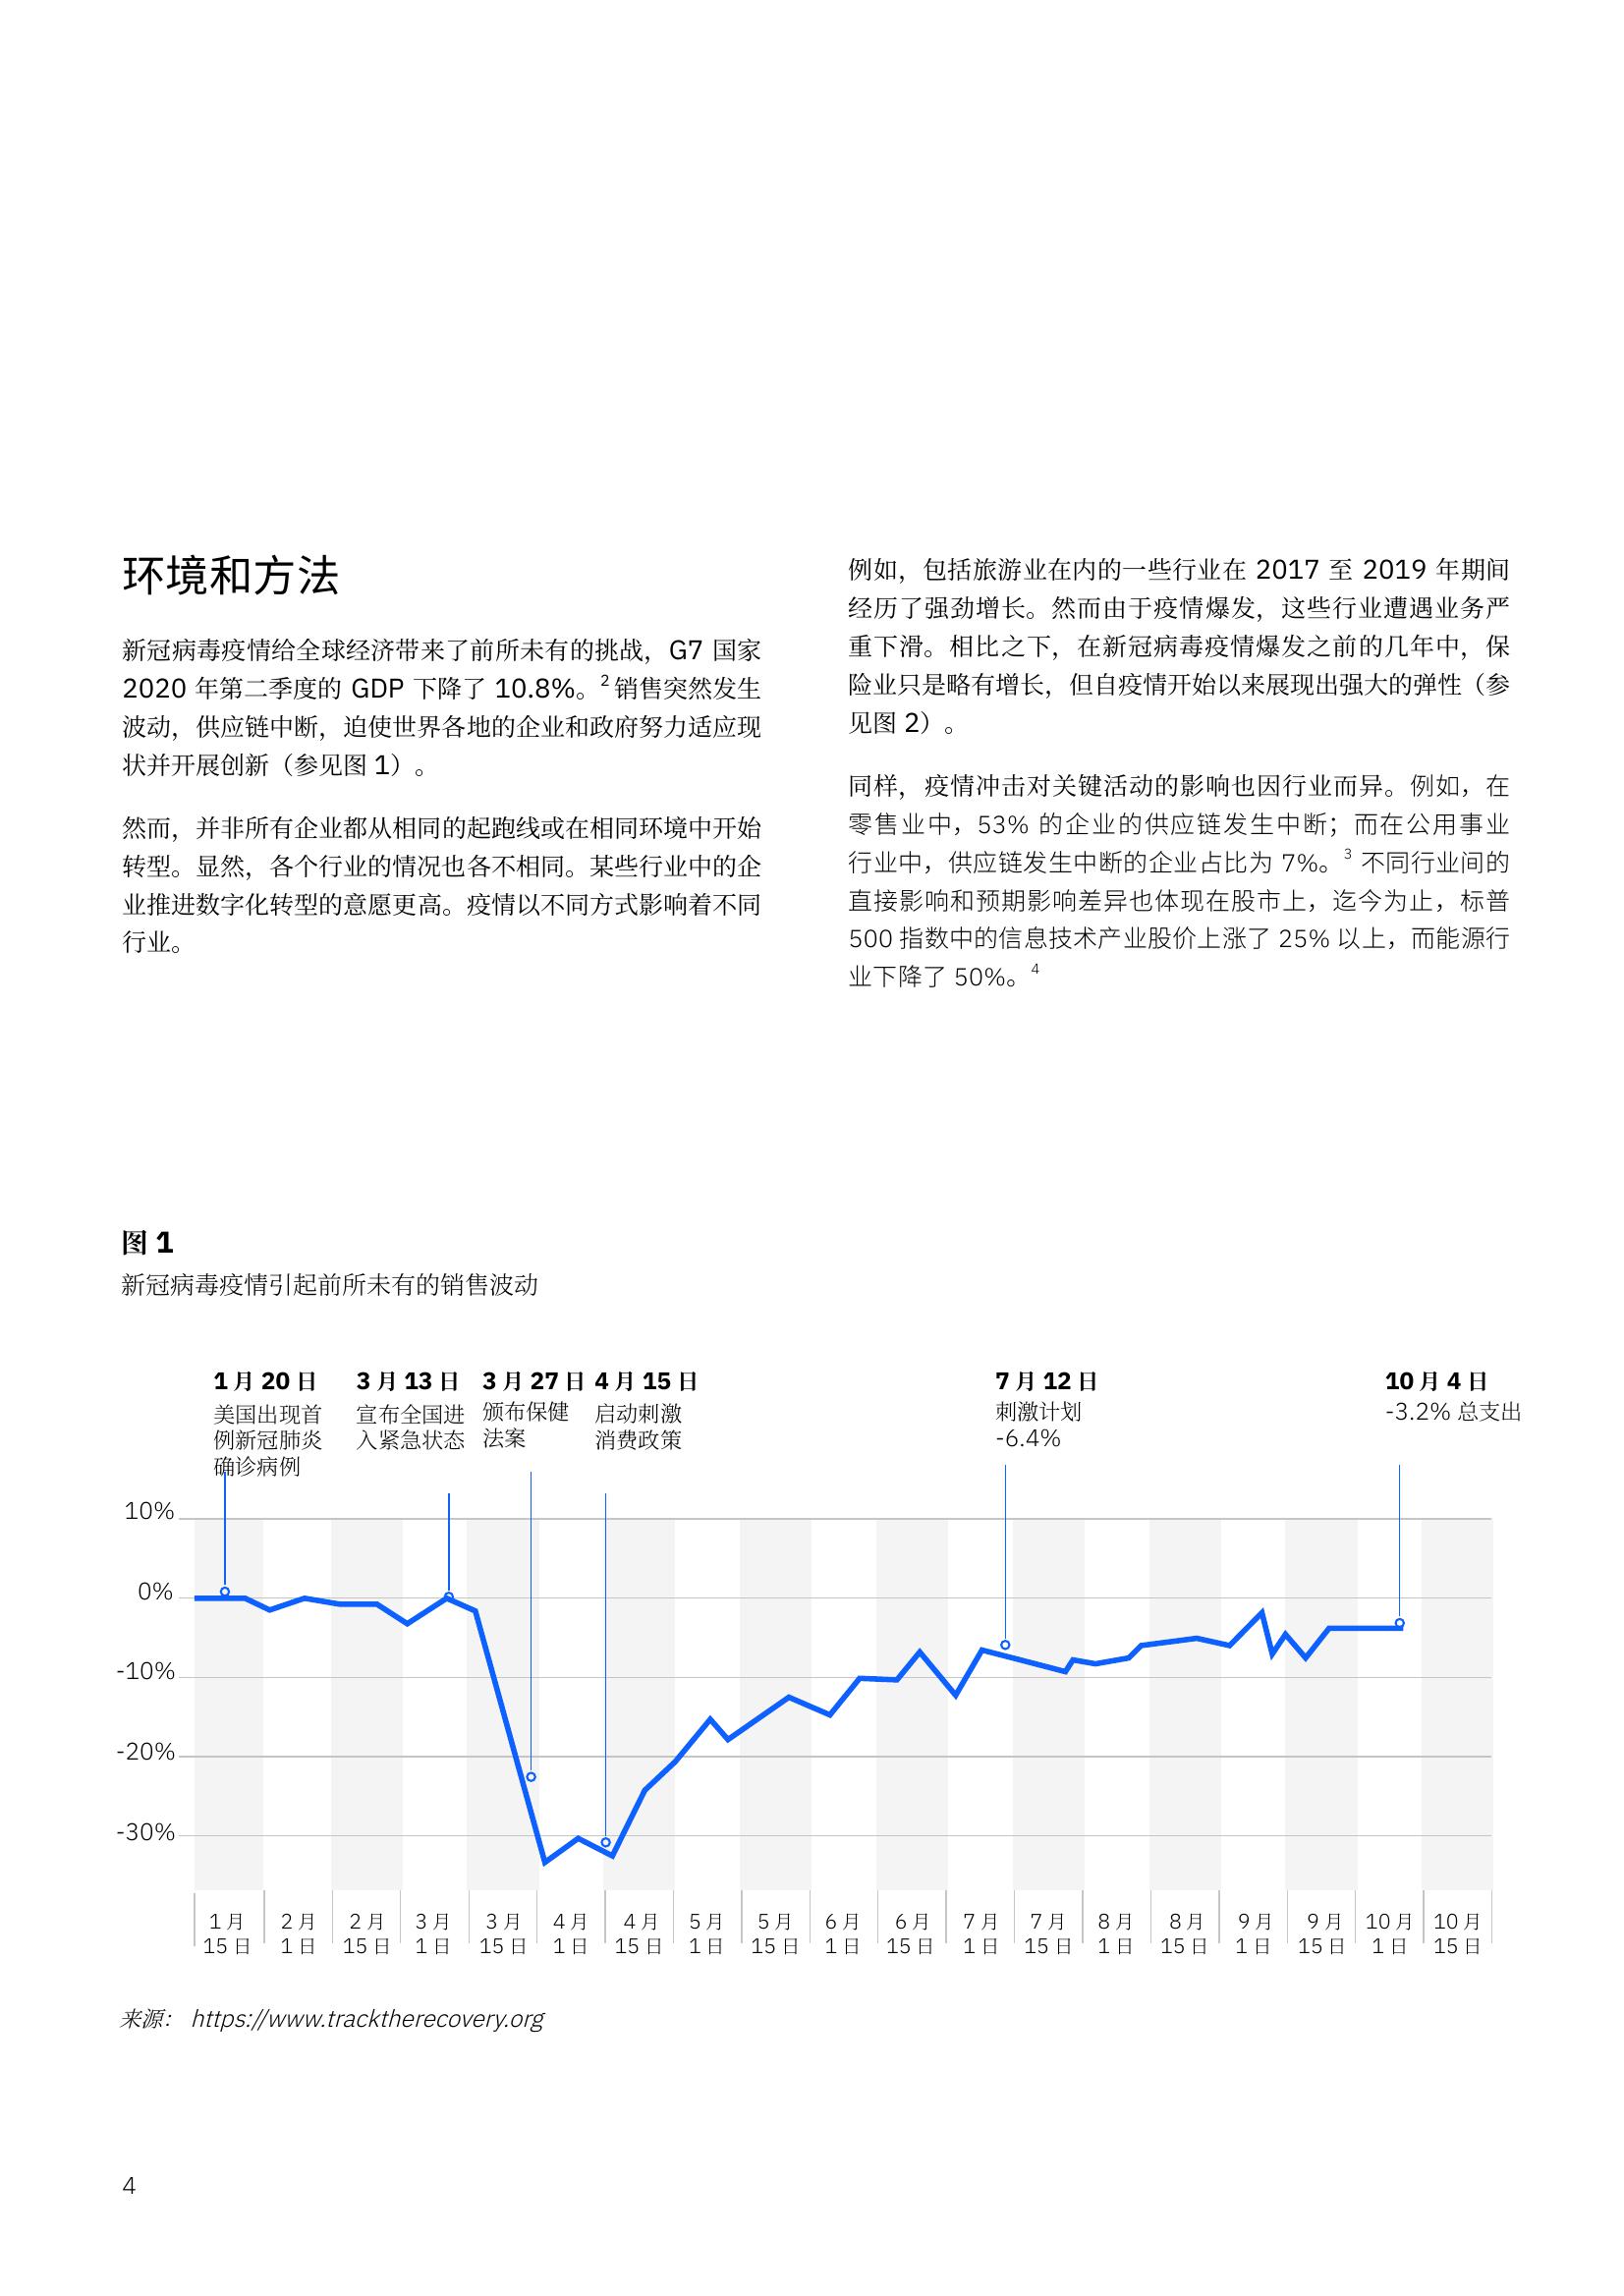 环境和方法
新冠病毒疫情给全球经济带来了前所未有的挑战，G7 国家
2020 年第二季度的 GDP 下降了 10.8%。² 销售突然发生
波动，供应链中断，迫使世界各地的企业和政府努力适应现
状并开展创新（参见图 1）。
然而，并非所有企业都从相同的起跑线或在相同环境中开始
转型。显然，各个行业的情况也各不相同。某些行业中的企
业推进数字化转型的意愿更高。疫情以不同方式影响着不同
行业。
例如，包括旅游业在内的一些行业在 2017 至 2019 年期间
经历了强劲增长。然而由于疫情爆发，这些行业遭遇业务严
重下滑。相比之下，在新冠病毒疫情爆发之前的几年中，保
险业只是略有增长，但自疫情开始以来展现出强大的弹性（参
见图 2）。
同样，疫情冲击对关键活动的影响也因行业而异。例如，在
零售业中，53% 的企业的供应链发生中断；而在公用事业
行业中，供应链发生中断的企业占比为 7%。³ 不同行业间的
直接影响和预期影响差异也体现在股市上，迄今为止，标普
500 指数中的信息技术产业股价上涨了 25% 以上，而能源行
业下降了 50%。⁴
图 1
新冠病毒疫情引起前所未有的销售波动
1 月 20 日
美国出现首
例新冠肺炎
确诊病例
3 月 13 日
宣布全国进
入紧急状态
3 月 27 日
颁布保健
法案
4 月 15 日
启动刺激
消费政策
7 月 12 日
刺激计划
-6.4%
10 月 4 日
-3.2% 总支出
10%
0%
-10%
-20%
-30%
1 月
15 日
2 月
1 日
2 月
15 日
3 月
1 日
3 月
15 日
4 月
1 日
4 月
15 日
5 月
1 日
5 月
15 日
6 月
1 日
6 月
15 日
7 月
1 日
7 月
15 日
8 月
1 日
8 月
15 日
9 月
1 日
9 月
15 日
10 月
1 日
10 月
15 日
来源： https://www.tracktherecovery.org
4